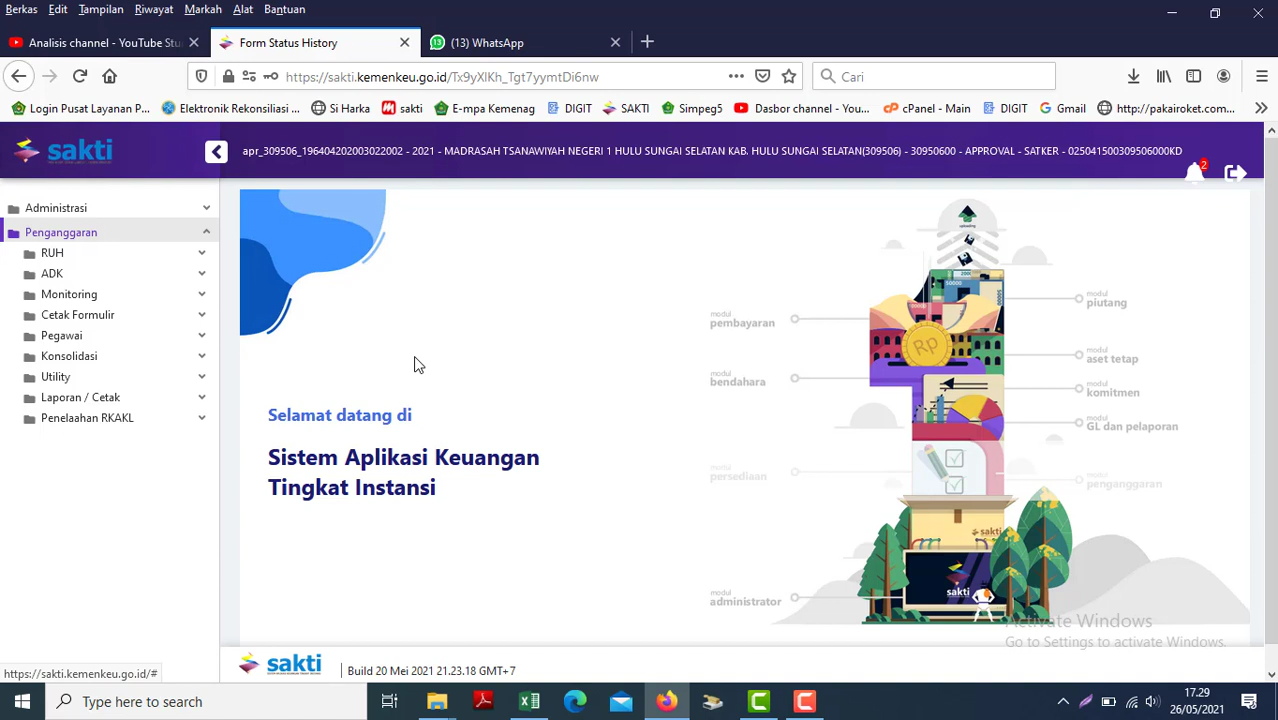 Berkas Edit Tampilan Riwayat Markah Alat Bantuan
Analisis channel - YouTube Stu
Form Status History
(13) WhatsApp
https://sakti.kemenkeu.go.id/Tx9yXlKh_Tgt7yymtDi6nw
Cari
Login Pusat Layanan P...
Elektronik Rekonsiliasi ...
Si Harka
sakti
E-mpa Kemenag
DIGIT
SAKTI
Simpeg5
Dasbor channel - You...
cPanel - Main
DIGIT
Gmail
http://pakairoket.com...
sakti
apr_309506_196404202003022002 - 2021 - MADRASAH TSANAWIYAH NEGERI 1 HULU SUNGAI SELATAN KAB. HULU SUNGAI SELATAN(309506) - 30950600 - APPROVAL - SATKER - 025041500309506000KD
2
Administrasi
Penganggaran
RUH
ADK
Monitoring
Cetak Formulir
Pegawai
Konsolidasi
Utility
Laporan / Cetak
Penelaahan RKAKL
Selamat datang di
Sistem Aplikasi Keuangan
Tingkat Instansi
uploading
modul
piutang
modul
pembayaran
modul
aset tetap
modul
bendahara
modul
komitmen
modul
GL dan pelaporan
modul
persediaan
modul
penganggaran
modul
administrator
50000
RP
sakti
sakti
Activate Windows
Go to Settings to activate Windows.
https://sakti.kemenkeu.go.id/#
sakti
Build 20 Mei 2021 21.23.18 GMT+7
Type here to search
17.29
26/05/2021